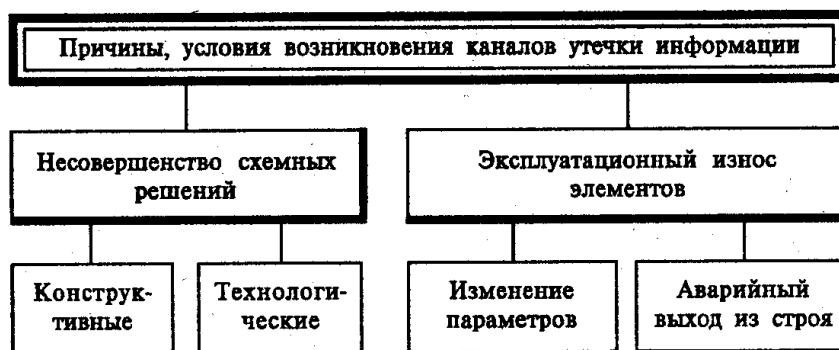 Причины, условия возникновения каналов утечки информации
Несовершенство схемных
решений
Эксплуатационный износ
элементов
Конструк-
тивные
Технологи-
ческие
Изменение
параметров
Аварийный
выход из строя